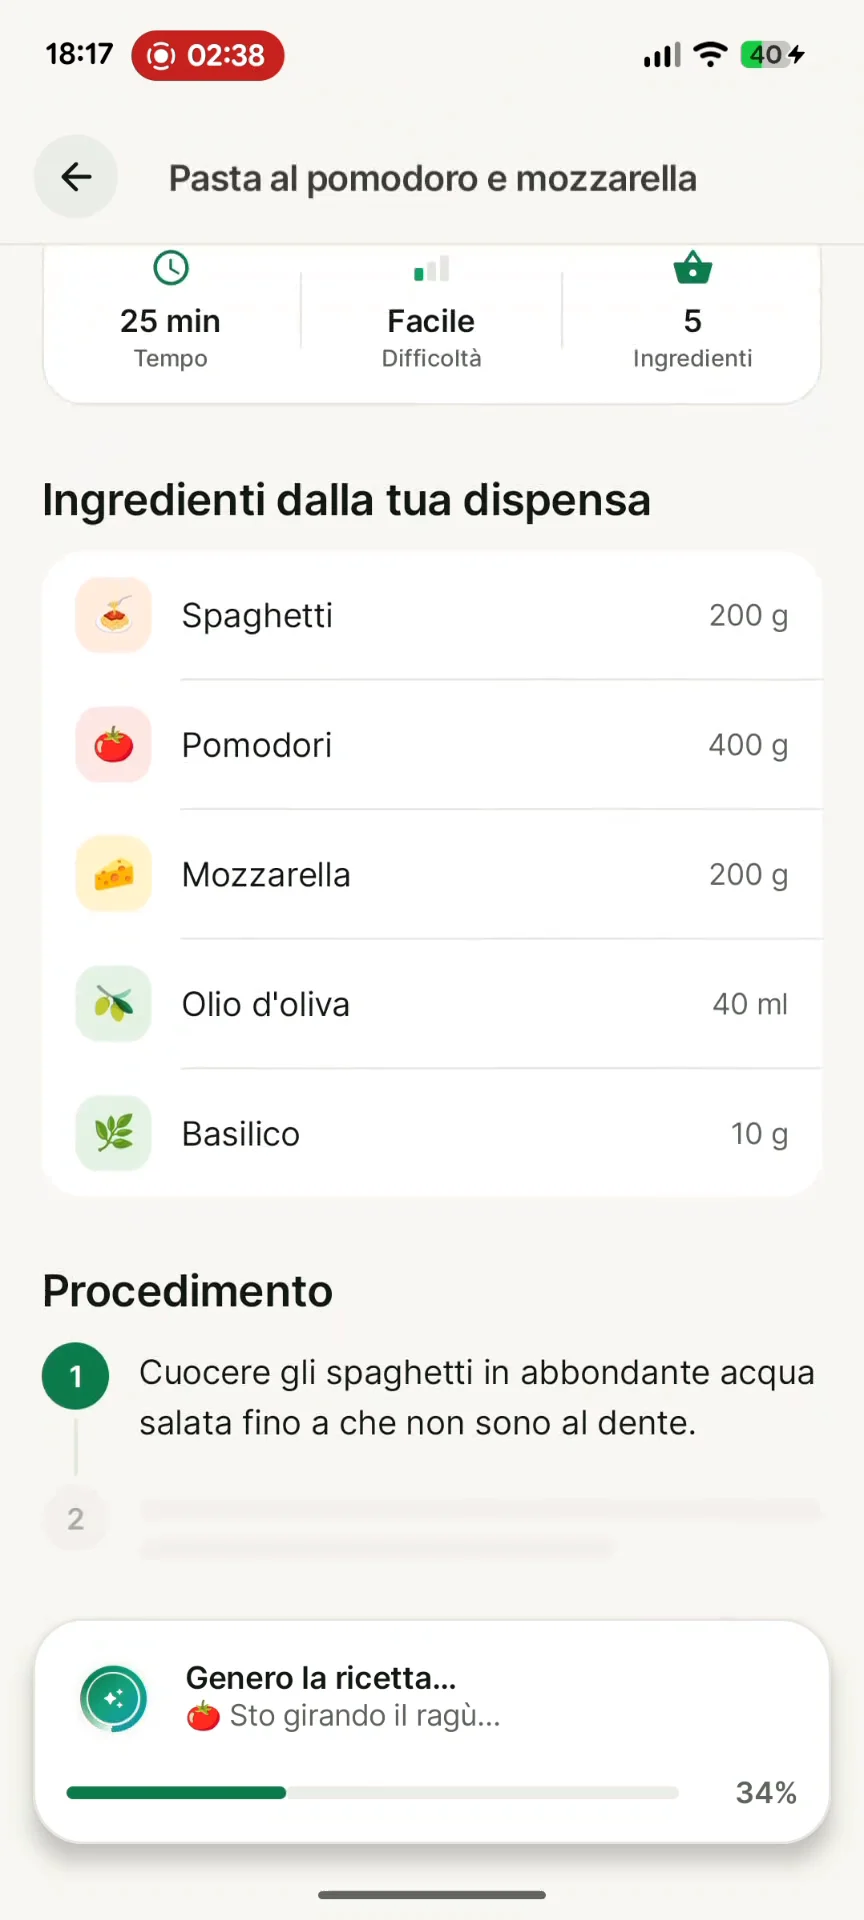 18:17
02:38
40
Pasta al pomodoro e mozzarella
25 min
Tempo
Facile
Difficoltà
5
Ingredienti
Ingredienti dalla tua dispensa
Spaghetti
200 g
Pomodori
400 g
Mozzarella
200 g
Olio d'oliva
40 ml
Basilico
10 g
Procedimento
1
Cuocere gli spaghetti in abbondante acqua
salata fino a che non sono al dente.
2
Genero la ricetta...
Sto girando il ragù...
34%